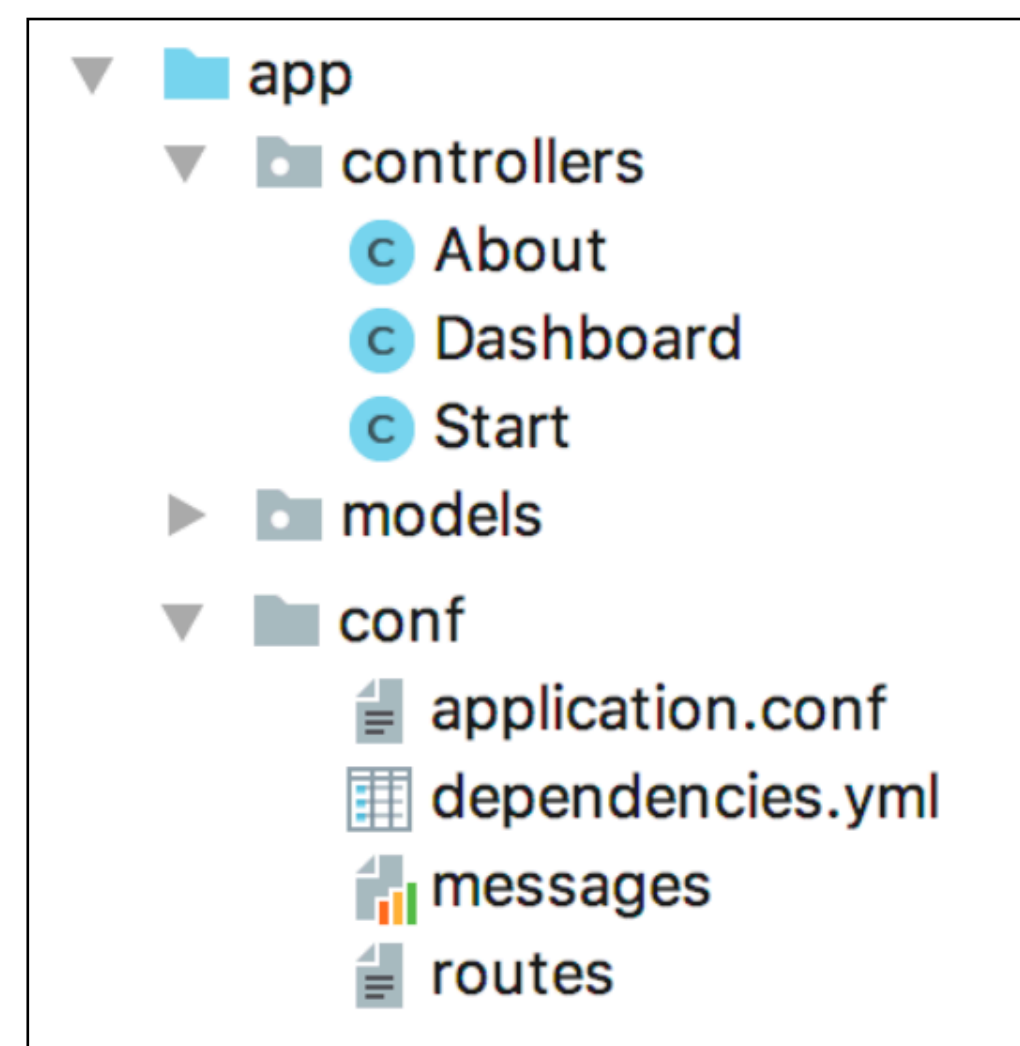 app
controllers
C About
C Dashboard
C Start
models
conf
application.conf
dependencies.yml
messages
routes